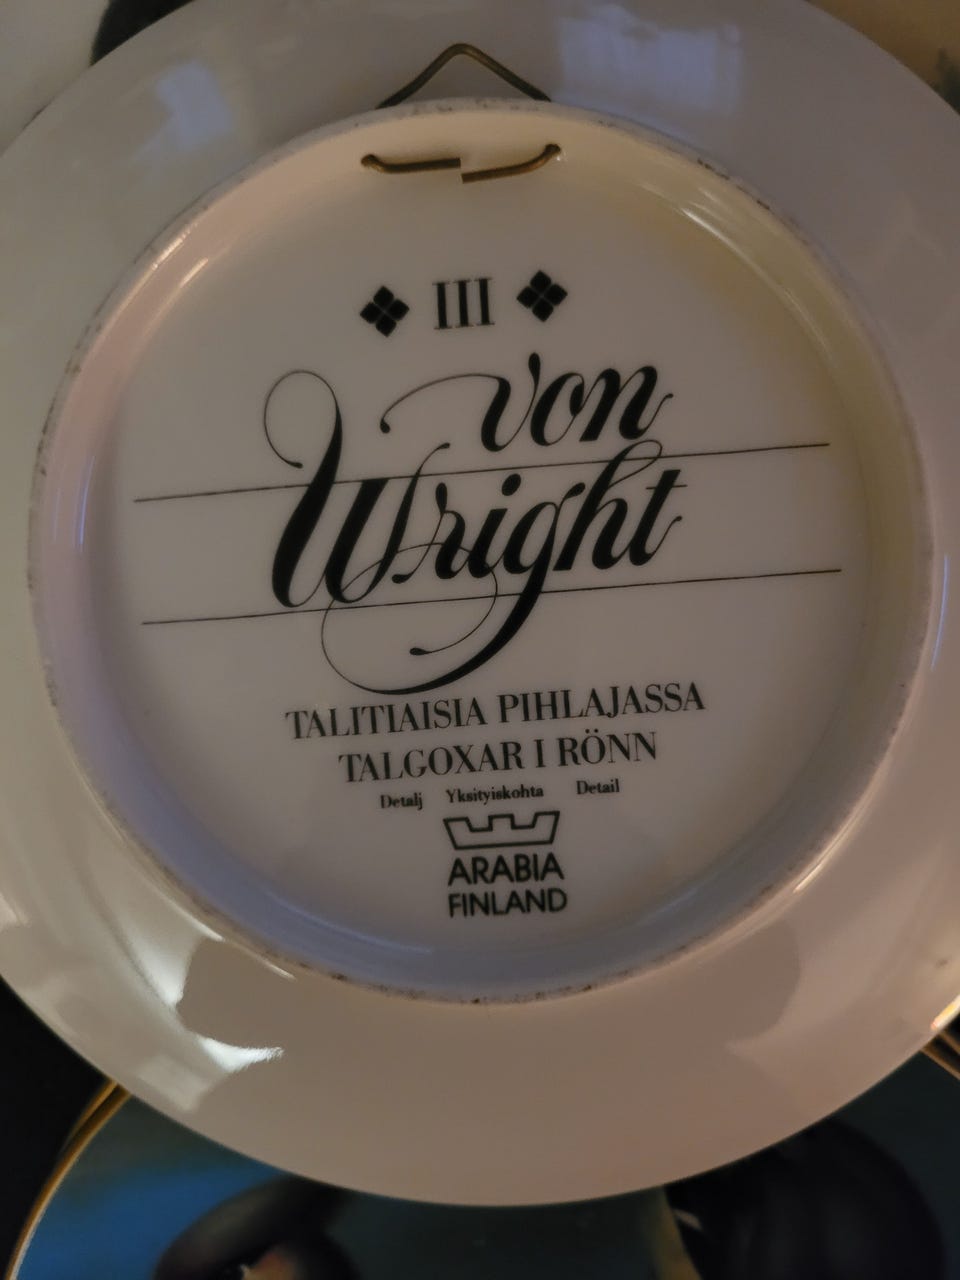 III
von
Wright
TALITIAISIA PIHLAJASSA
TALGOXAR I RÖNN
Detalj Yksityiskohta Detail
ARABIA
FINLAND